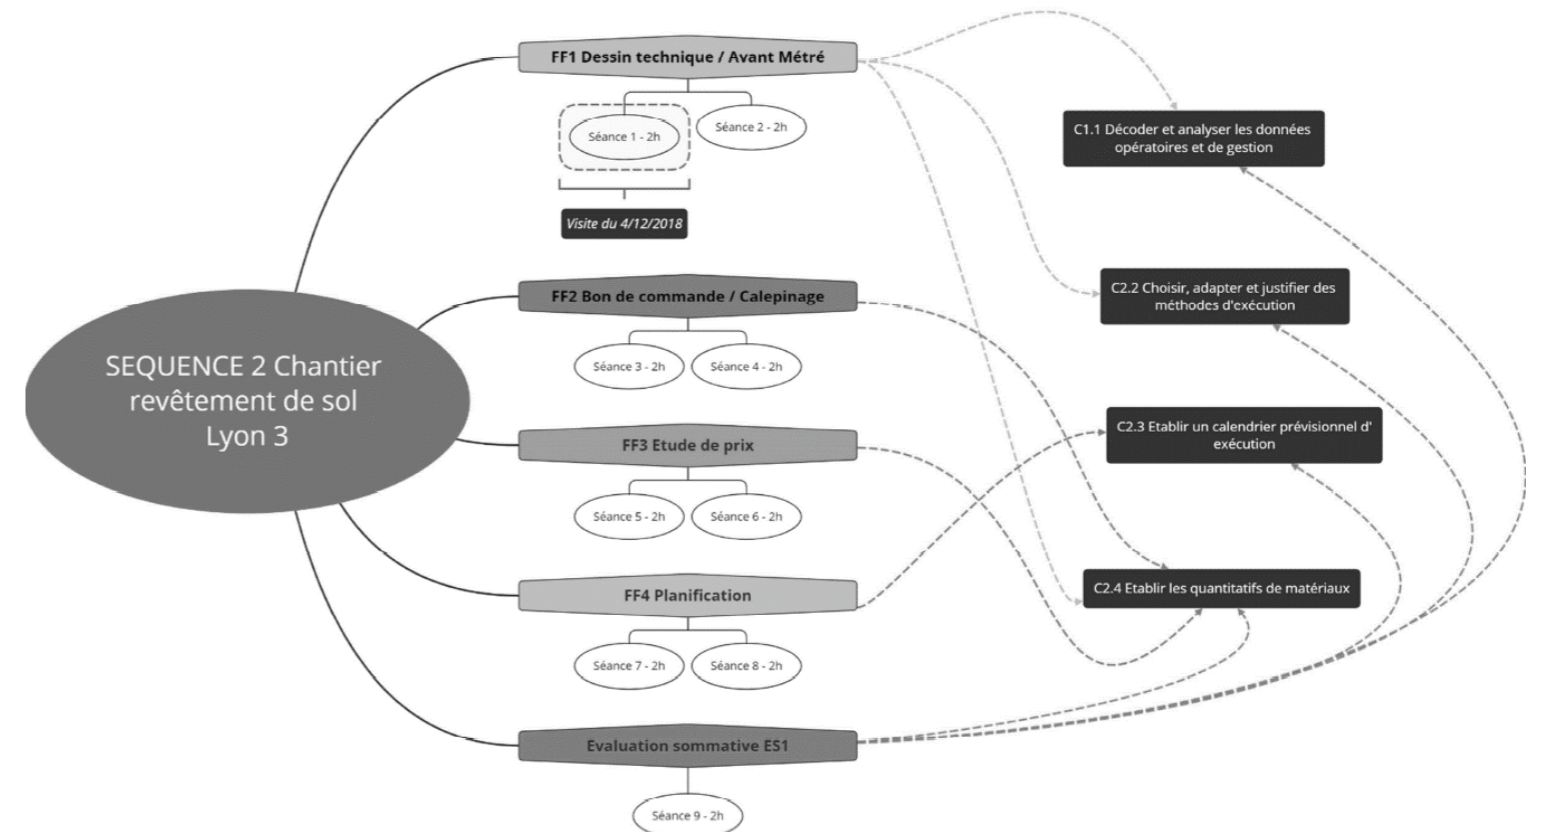 FF1 Dessin technique / Avant Métré
Séance 1 - 2h
Séance 2 - 2h
Visite du 4/12/2018
C1.1 Décoder et analyser les données
opératoires et de gestion
SEQUENCE 2 Chantier
revêtement de sol
Lyon 3
FF2 Bon de commande / Calepinage
Séance 3 - 2h
Séance 4 - 2h
C2.2 Choisir, adapter et justifier des
méthodes d'exécution
FF3 Etude de prix
Séance 5 - 2h
Séance 6 - 2h
C2.3 Etablir un calendrier prévisionnel d'
exécution
FF4 Planification
Séance 7 - 2h
Séance 8 - 2h
C2.4 Etablir les quantitatifs de matériaux
Evaluation sommative ES1
Séance 9 - 2h